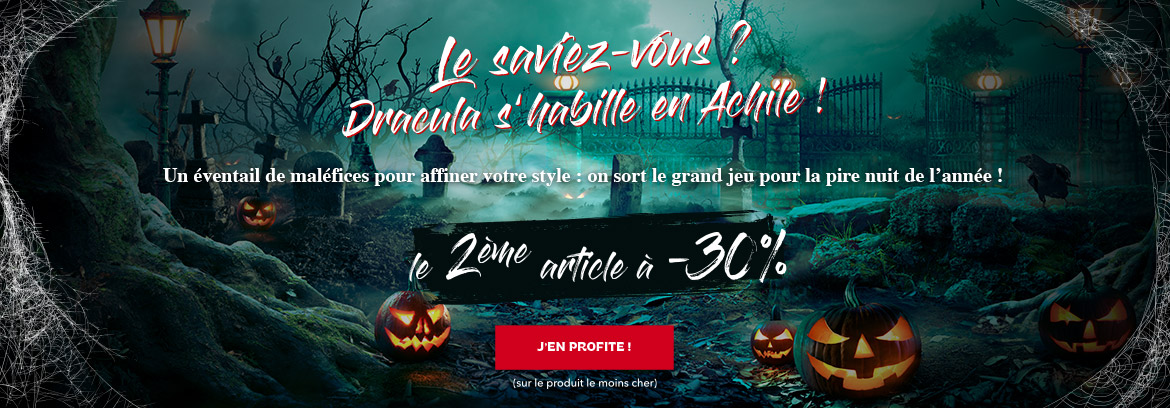 Le saviez-vous ?
Dracula s'habille en Achile !
Un éventail de maléfices pour affiner votre style : on sort le grand jeu pour la pire nuit de l’année !
le 2ème article à -30%
J'EN PROFITE !
(sur le produit le moins cher)